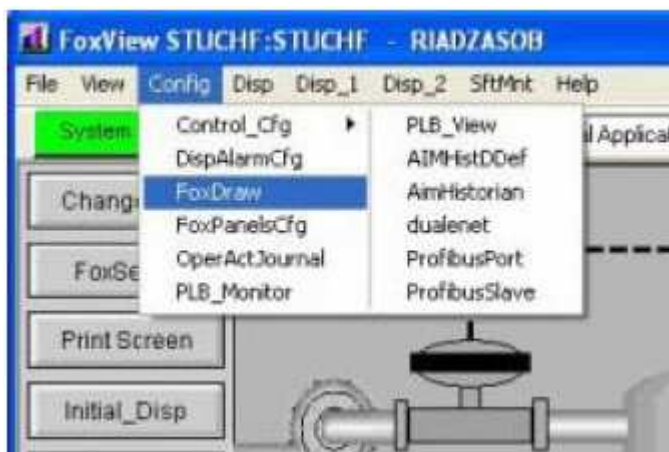 FoxView STUCHF:STUCHF - RIADZASOB
File View Config Disp Disp_1 Disp_2 SftMnt Help
System
Control_Cfg
DispAlarmCfg
FoxDraw
FoxPanelsCfg
OperActJournal
PLB_Monitor
PLB_View
AIMHistDDef
AimHistorian
dualenet
ProfibusPort
ProfibusSlave
Print Screen
Initial_Disp